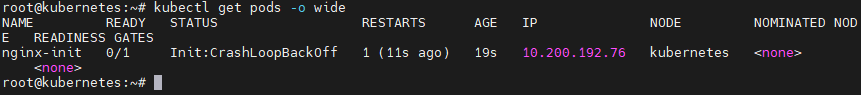 root@kubernetes:~# kubectl get pods -o wide
NAME         READY   STATUS                  RESTARTS      AGE   IP              NODE         NOMINATED NOD
E   READINESS GATES
nginx-init   0/1     Init:CrashLoopBackOff   1 (11s ago)   19s   10.200.192.76   kubernetes   <none>
    <none>
root@kubernetes:~#